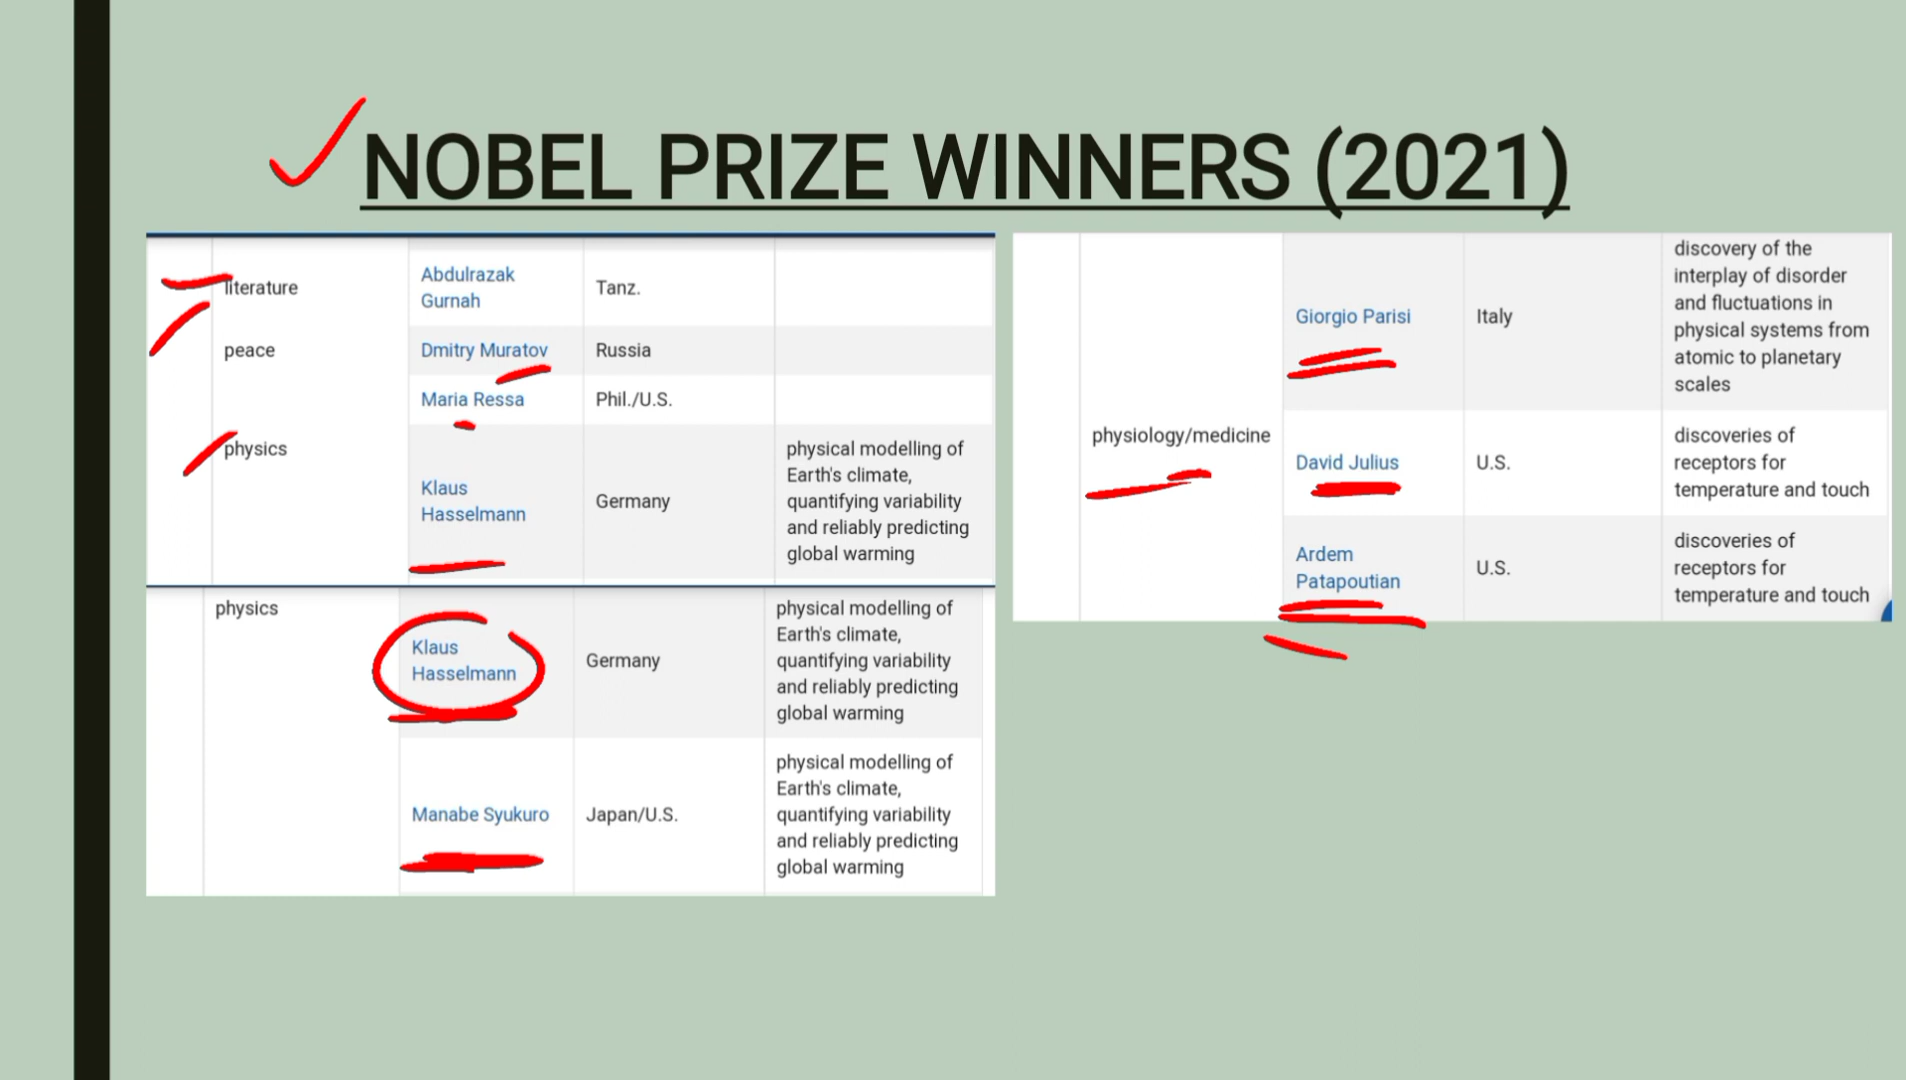 NOBEL PRIZE WINNERS (2021)
literature
Abdulrazak
Gurnah
Tanz.
peace
Dmitry Muratov
Russia
Maria Ressa
Phil./U.S.
physics
Klaus
Hasselmann
Germany
physical modelling of
Earth's climate,
quantifying variability
and reliably predicting
global warming
physics
Klaus
Hasselmann
Germany
physical modelling of
Earth's climate,
quantifying variability
and reliably predicting
global warming
Manabe Syukuro
Japan/U.S.
physical modelling of
Earth's climate,
quantifying variability
and reliably predicting
global warming
Giorgio Parisi
Italy
discovery of the
interplay of disorder
and fluctuations in
physical systems from
atomic to planetary
scales
physiology/medicine
David Julius
U.S.
discoveries of
receptors for
temperature and touch
Ardem
Patapoutian
U.S.
discoveries of
receptors for
temperature and touch